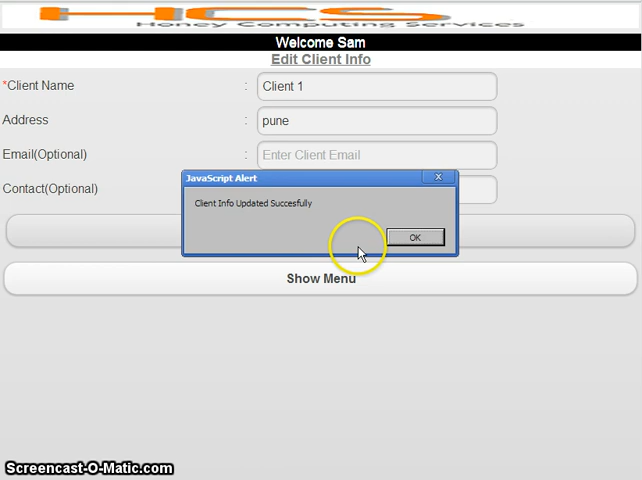 HCS
Honey Computing Services
Welcome Sam
Edit Client Info
*Client Name : Client 1
Address : pune
Email(Optional) : Enter Client Email
Contact(Optional) :
JavaScript Alert
Client Info Updated Succesfully
OK
Show Menu
Screencast-O-Matic.com